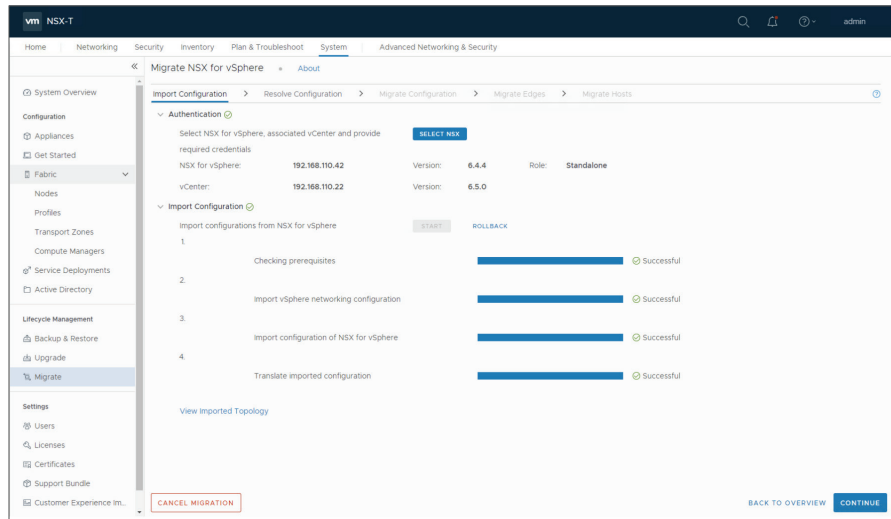 vm NSX-T
admin
Home Networking Security Inventory Plan & Troubleshoot System Advanced Networking & Security
«
Migrate NSX for vSphere About
System Overview
Configuration
Appliances
Get Started
Fabric
Nodes
Profiles
Transport Zones
Compute Managers
Service Deployments
Active Directory
Lifecycle Management
Backup & Restore
Upgrade
Migrate
Settings
Users
Licenses
Certificates
Support Bundle
Customer Experience Im...
Import Configuration > Resolve Configuration > Migrate Configuration > Migrate Edges > Migrate Hosts
Authentication
Select NSX for vSphere, associated vCenter and provide SELECT NSX
required credentials
NSX for vSphere: 192.168.110.42 Version: 6.4.4 Role: Standalone
vCenter: 192.168.110.22 Version: 6.5.0
Import Configuration
Import configurations from NSX for vSphere START ROLLBACK
1.
Checking prerequisites Successful
2.
Import vSphere networking configuration Successful
3.
Import configuration of NSX for vSphere Successful
4.
Translate imported configuration Successful
View Imported Topology
CANCEL MIGRATION BACK TO OVERVIEW CONTINUE